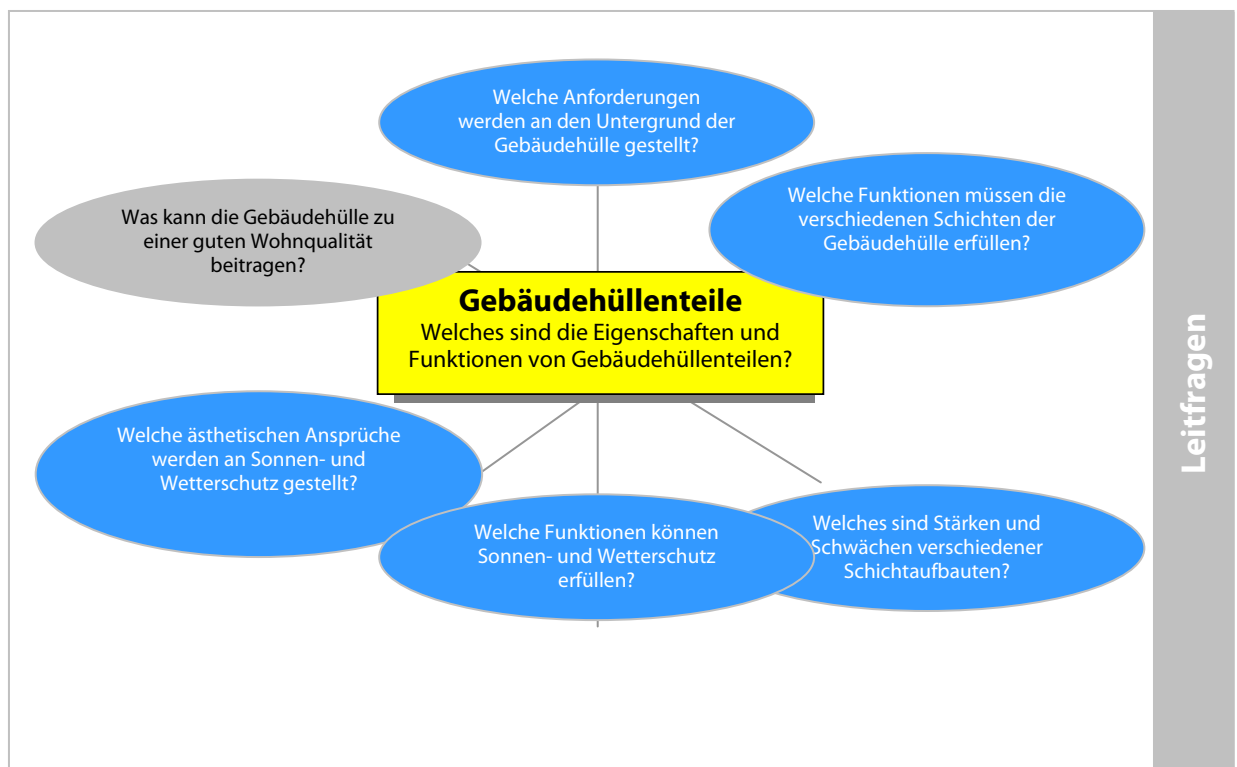 Welche Anforderungen
werden an den Untergrund der
Gebäudehülle gestellt?
Welche Funktionen müssen die
verschiedenen Schichten der
Gebäudehülle erfüllen?
Was kann die Gebäudehülle zu
einer guten Wohnqualität
beitragen?
Gebäudehüllenteile
Welches sind die Eigenschaften und
Funktionen von Gebäudehüllenteilen?
Welche ästhetischen Ansprüche
werden an Sonnen- und
Wetterschutz gestellt?
Welche Funktionen können
Sonnen- und Wetterschutz
erfüllen?
Welches sind Stärken und
Schwächen verschiedener
Schichtaufbauten?
Leitfragen